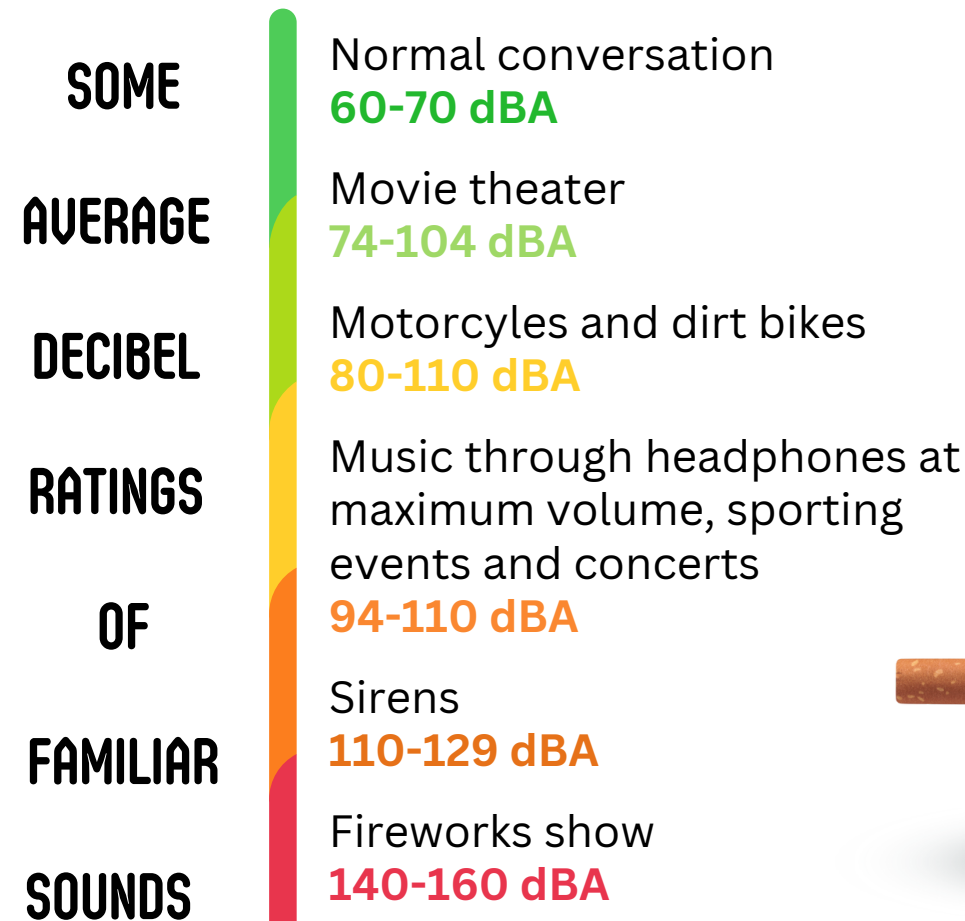 SOME
AVERAGE
DECIBEL
RATINGS
OF
FAMILIAR
SOUNDS
Normal conversation
60-70 dBA
Movie theater
74-104 dBA
Motorcyles and dirt bikes
80-110 dBA
Music through headphones at
maximum volume, sporting
events and concerts
94-110 dBA
Sirens
110-129 dBA
Fireworks show
140-160 dBA